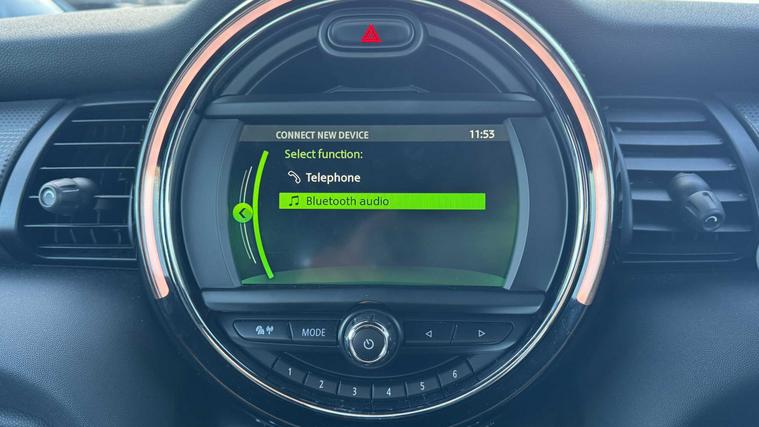 CONNECT NEW DEVICE 11:53
Select function:
Telephone
Bluetooth audio
MODE
1 2 3 4 5 6